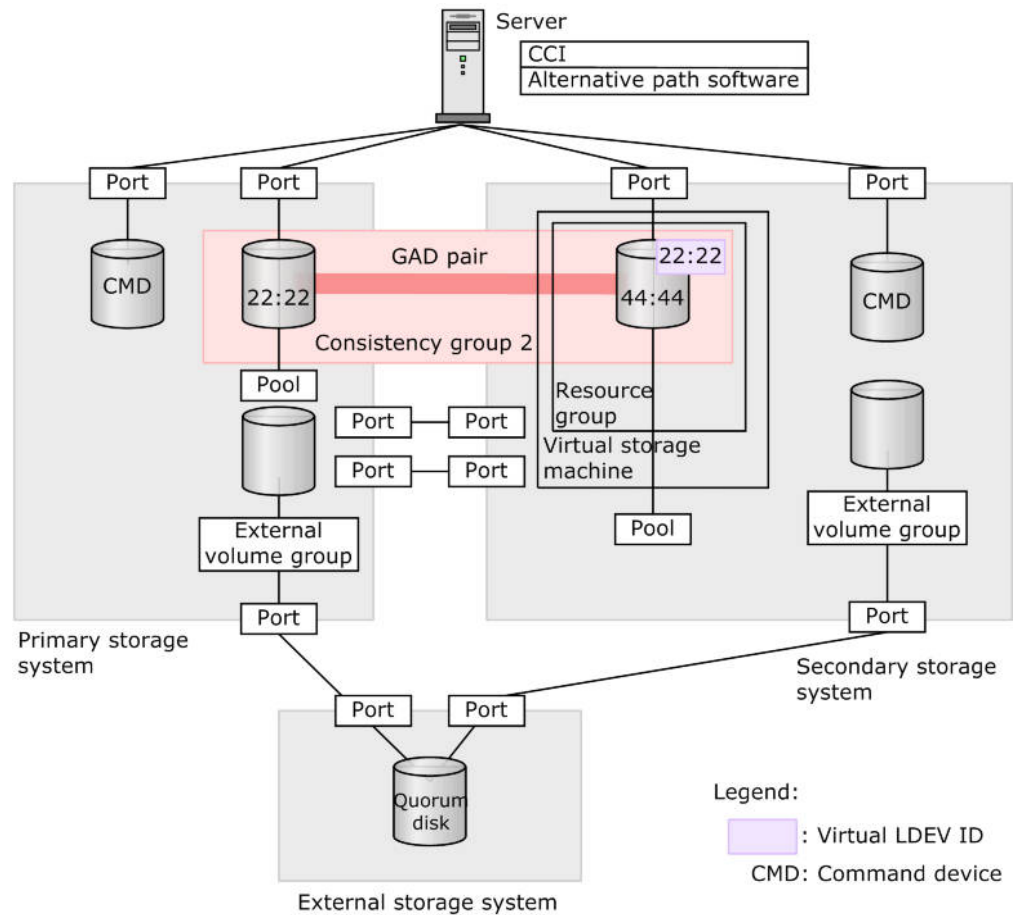 Server
CCI
Alternative path software
Port
Port
Port
Port
CMD
22:22
GAD pair
22:22
44:44
CMD
Consistency group 2
Pool
Resource
group
Port
Port
Virtual storage
machine
Port
Port
External
volume group
Pool
External
volume group
Port
Port
Primary storage
system
Secondary storage
system
Port
Port
Quorum
disk
External storage system
Legend:
: Virtual LDEV ID
CMD: Command device